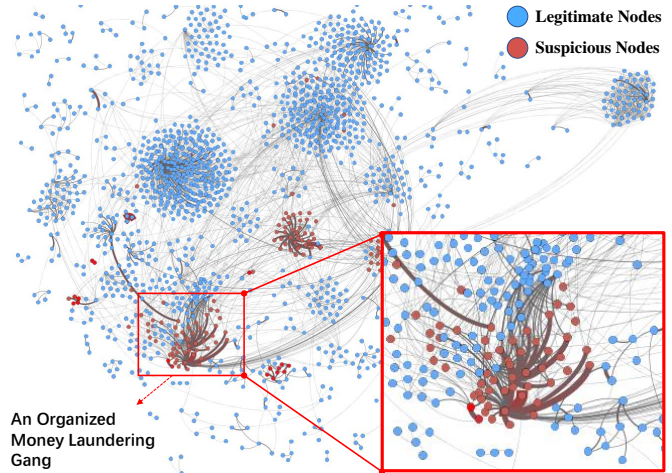 Legitimate Nodes
Suspicious Nodes
An Organized
Money Laundering
Gang